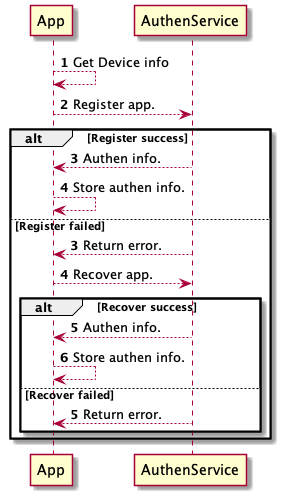 App AuthenService
1 Get Device info
2 Register app.
alt [Register success]
3 Authen info.
4 Store authen info.
[Register failed]
3 Return error.
4 Recover app.
alt [Recover success]
5 Authen info.
6 Store authen info.
[Recover failed]
5 Return error.
App AuthenService